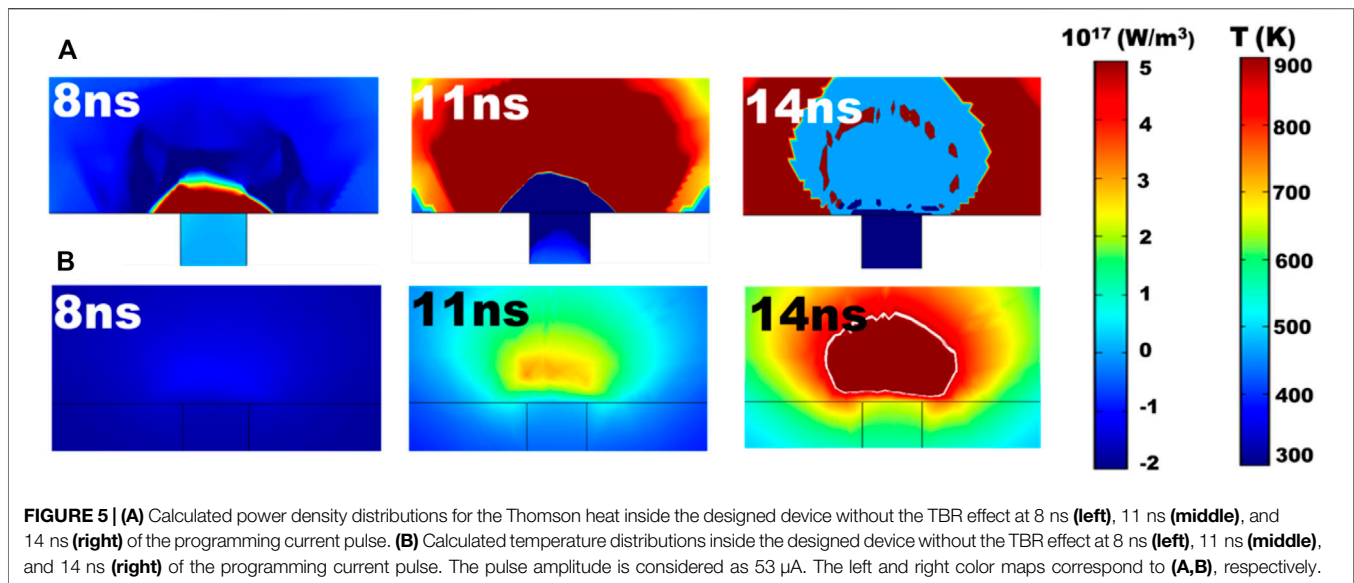 A
8ns
11ns
14ns
10¹⁷ (W/m³)
5
4
3
2
1
0
-1
-2
T (K)
900
800
700
600
500
400
300
B
8ns
11ns
14ns
FIGURE 5 | (A) Calculated power density distributions for the Thomson heat inside the designed device without the TBR effect at 8 ns (left), 11 ns (middle), and
14 ns (right) of the programming current pulse. (B) Calculated temperature distributions inside the designed device without the TBR effect at 8 ns (left), 11 ns (middle),
and 14 ns (right) of the programming current pulse. The pulse amplitude is considered as 53 μA. The left and right color maps correspond to (A,B), respectively.